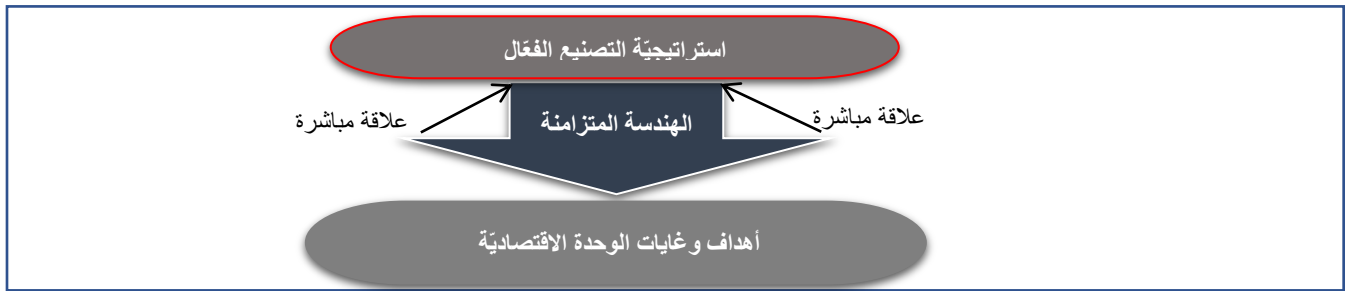 استراتيجيّة التصنيع الفعّال
علاقة مباشرة
الهندسة المتزامنة
علاقة مباشرة
أهداف وغايات الوحدة الاقتصاديّة